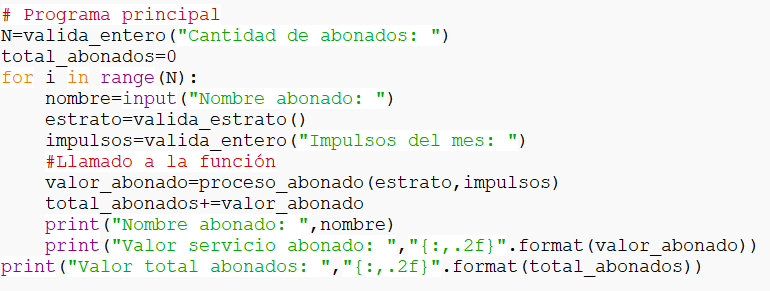 # Programa principal
N=valida_entero("Cantidad de abonados: ")
total_abonados=0
for i in range(N):
    nombre=input("Nombre abonado: ")
    estrato=valida_estrato()
    impulsos=valida_entero("Impulsos del mes: ")
    #Llamado a la función
    valor_abonado=proceso_abonado(estrato,impulsos)
    total_abonados+=valor_abonado
    print("Nombre abonado: ",nombre)
    print("Valor servicio abonado: ","{:,.2f}".format(valor_abonado))
print("Valor total abonados: ","{:,.2f}".format(total_abonados))